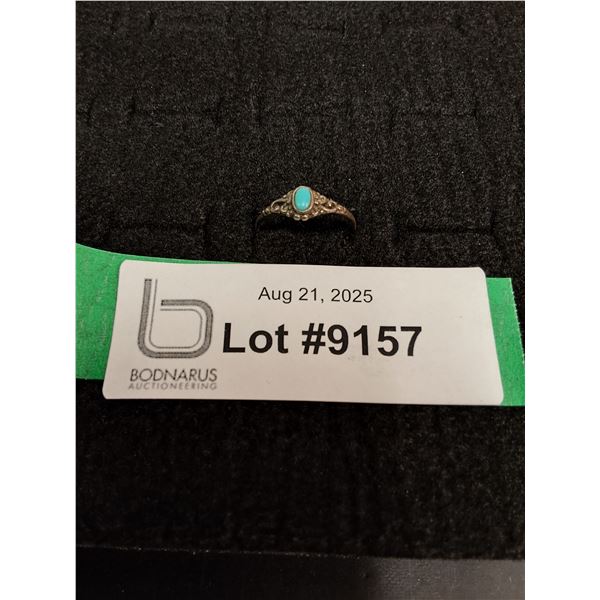 Aug 21, 2025
Lot #9157
BODNARUS
AUCTIONEERING